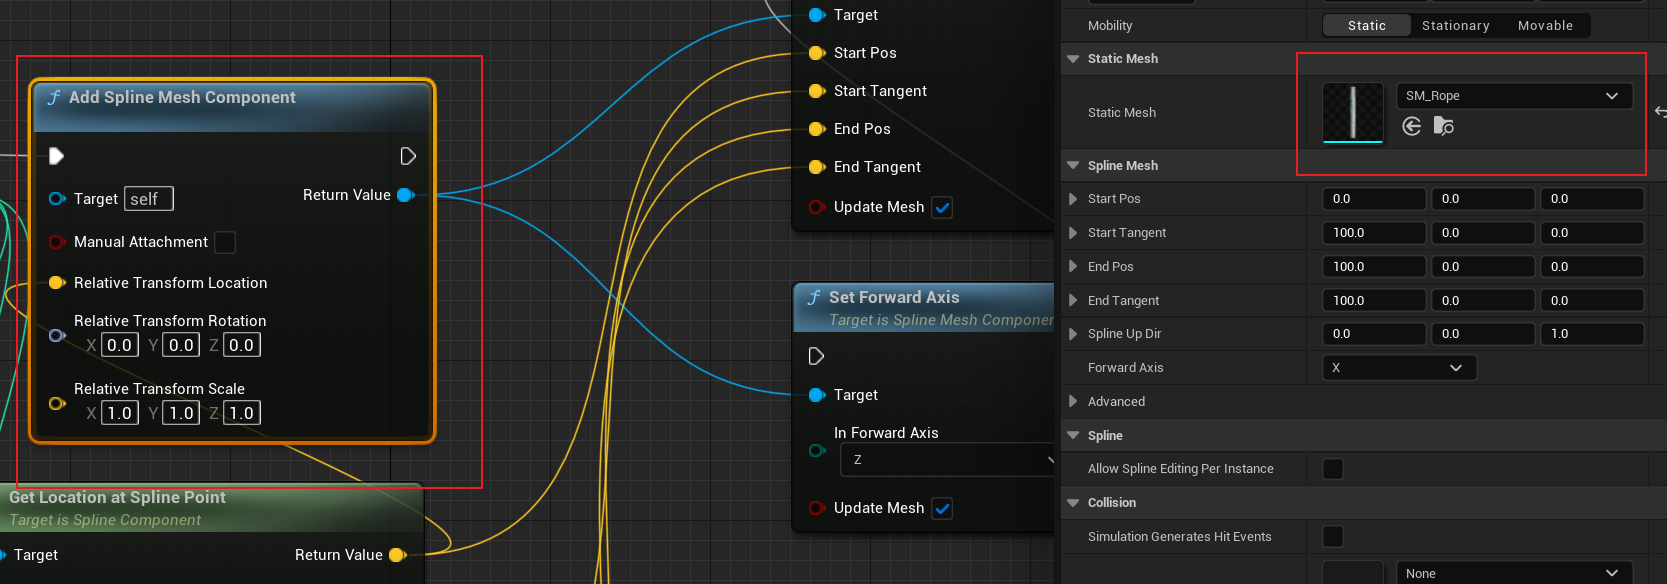 Add Spline Mesh Component
Target self
Return Value
Manual Attachment
Relative Transform Location
Relative Transform Rotation
X 0.0 Y 0.0 Z 0.0
Relative Transform Scale
X 1.0 Y 1.0 Z 1.0
Get Location at Spline Point
Target is Spline Component
Target
Return Value
Target
Start Pos
Start Tangent
End Pos
End Tangent
Update Mesh
Set Forward Axis
Target is Spline Mesh Componen
Target
In Forward Axis
Z
Update Mesh
Mobility Static Stationary Movable
Static Mesh
Static Mesh SM_Rope
Spline Mesh
Start Pos 0.0 0.0 0.0
Start Tangent 100.0 0.0 0.0
End Pos 100.0 0.0 0.0
End Tangent 100.0 0.0 0.0
Spline Up Dir 0.0 0.0 1.0
Forward Axis X
Advanced
Spline
Allow Spline Editing Per Instance
Collision
Simulation Generates Hit Events
None